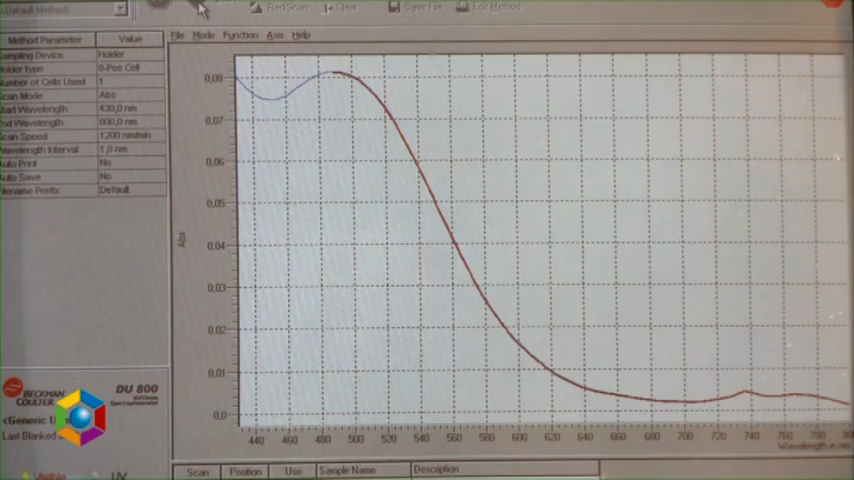 <Default Method>
RedScan Clear Save File Edit Method
Method Parameter Value
File Mode Function Axis Help
Sampling Device Holder
Holder type 6-Pos Cell
Number of Cells Used 1
Scan Mode Abs
Start Wavelength 430,0 nm
End Wavelength 800,0 nm
Scan Speed 1200 nm/min
Wavelength Interval 1,0 nm
Auto Print No
Auto Save No
Filename Prefix Default
0.08
0.07
0.06
0.05
Abs
0.04
0.03
0.02
0.01
0,0
440 460 480 500 520 540 560 580 600 620 640 660 680 700 720 740 760 780
Wavelength in nm
BECKMAN
COULTER
DU 800
Spectrophotometer
<Generic
Last Blanked
Visible UV
Scan Position Use Sample Name Description